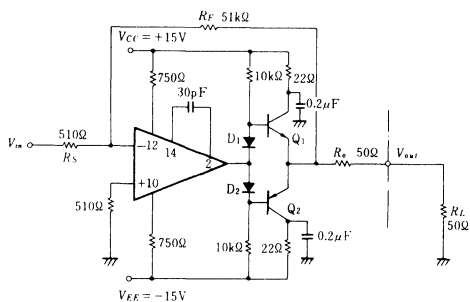 R_F 51kΩ
V_CC = +15V
750Ω
30pF
10kΩ
22Ω
0.2μF
D₁
Q₁
V_in
510Ω
R_S
−12
14
2
+10
R_o 50Ω
V_out
510Ω
D₂
Q₂
R_L
50Ω
750Ω
10kΩ
22Ω
0.2μF
V_EE = −15V